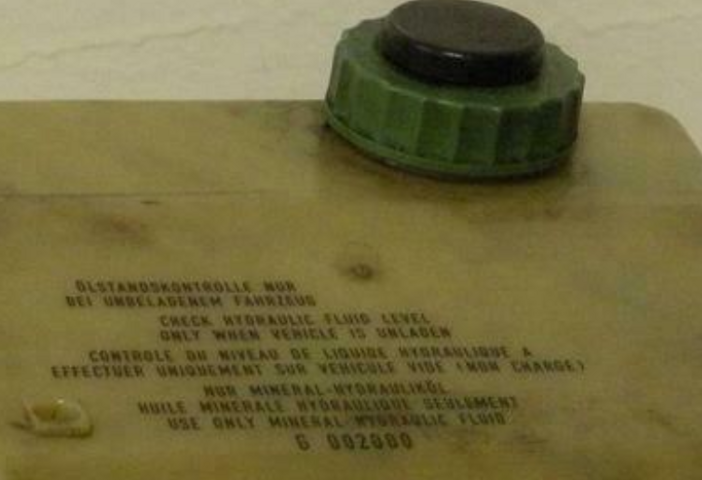 ÖLSTANDSKONTROLLE NUR
BEI UNBELADENEM FAHRZEUG
CHECK HYDRAULIC FLUID LEVEL
ONLY WHEN VEHICLE IS UNLADEN
CONTROLE DU NIVEAU DE LIQUIDE HYDRAULIQUE A
EFFECTUER UNIQUEMENT SUR VEHICULE VIDE (NON CHARGE)
NUR MINERAL-HYDRAULIKÖL
HUILE MINERALE HYDRAULIQUE SEULEMENT
USE ONLY MINERAL HYDRAULIC FLUID
G 002000